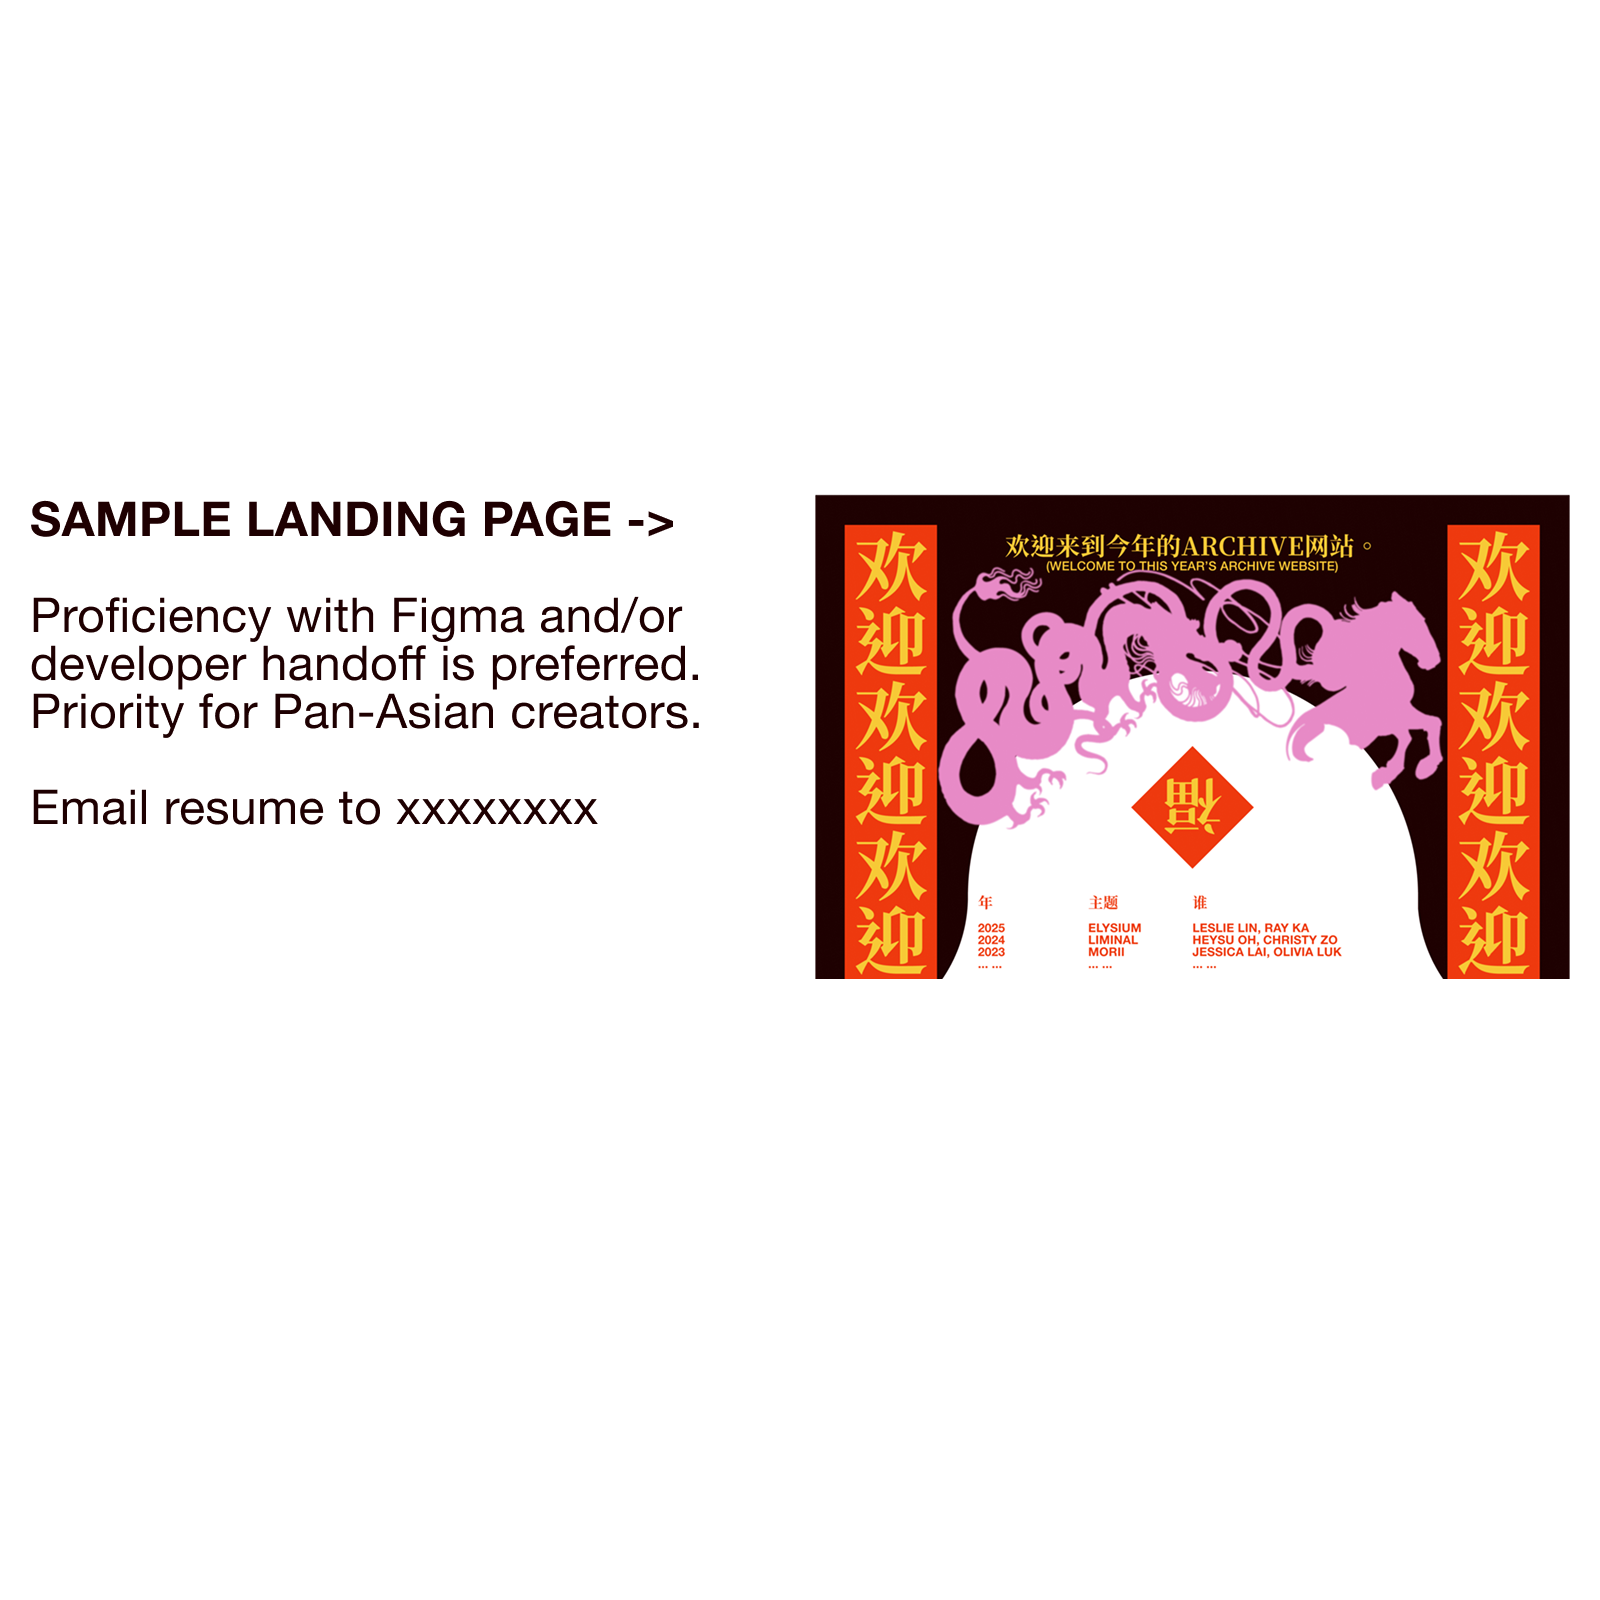 SAMPLE LANDING PAGE ->
Proficiency with Figma and/or
developer handoff is preferred.
Priority for Pan-Asian creators.
Email resume to xxxxxxxx
欢迎欢迎欢迎
欢迎来到今年的ARCHIVE网站。
(WELCOME TO THIS YEAR'S ARCHIVE WEBSITE)
福
年 主题 谁
2025 ELYSIUM LESLIE LIN, RAY KA
2024 LIMINAL HEYSU OH, CHRISTY ZO
2023 MORII JESSICA LAI, OLIVIA LUK
... ... ... ... ... ...
欢迎欢迎欢迎